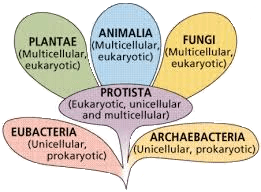 PLANTAE
(Multicellular,
eukaryotic)
ANIMALIA
(Multicellular,
eukaryotic)
FUNGI
(Multicellular,
eukaryotic)
PROTISTA
(Eukaryotic, unicellular
and multicellular)
EUBACTERIA
(Unicellular,
prokaryotic)
ARCHAEBACTERIA
(Unicellular, prokaryotic)